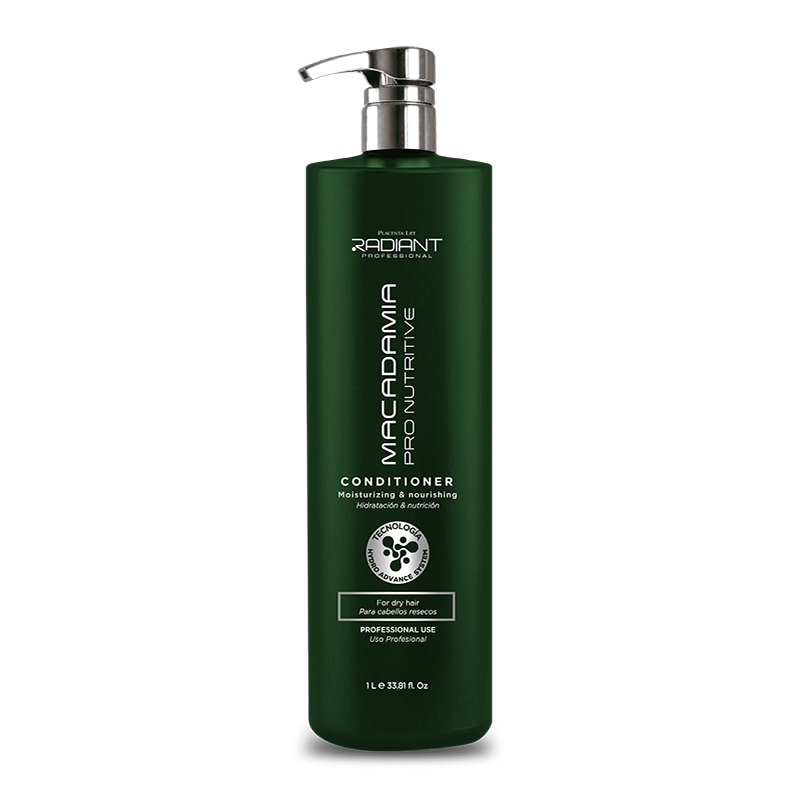 PLACENTA LIFE
RADIANT
PROFESSIONAL
MACADAMIA
PRO NUTRITIVE
CONDITIONER
Moisturizing & nourishing
Hidratación & nutrición
TECNOLOGÍA
HYDRO ADVANCE SYSTEM
For dry hair
Para cabellos resecos
PROFESSIONAL USE
Uso Profesional
1 L e 33.81 fl. Oz